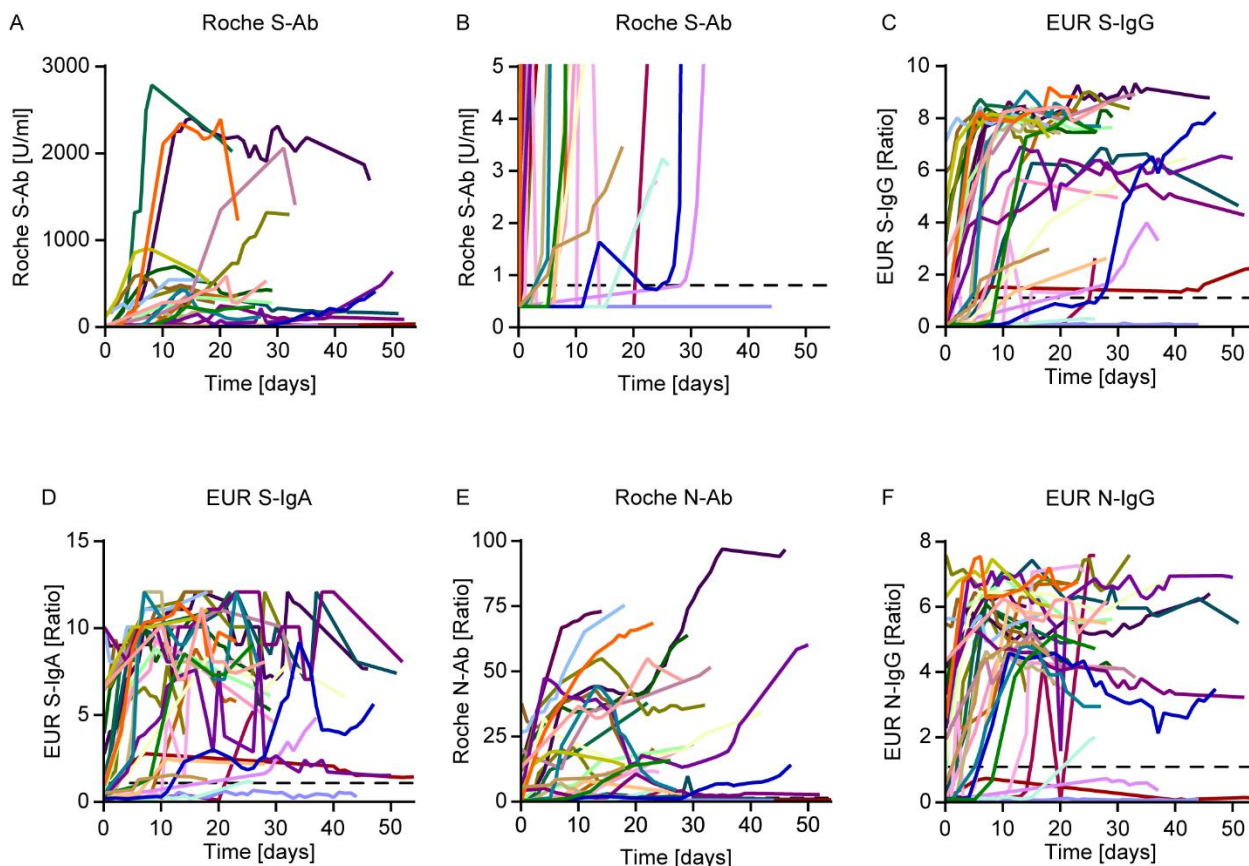 A
Roche S-Ab
Roche S-Ab [U/ml]
3000
2000
1000
0
0 10 20 30 40 50
Time [days]
B
Roche S-Ab
Roche S-Ab [U/ml]
5
4
3
2
1
0
0 10 20 30 40 50
Time [days]
C
EUR S-IgG
EUR S-IgG [Ratio]
10
8
6
4
2
0
0 10 20 30 40 50
Time [days]
D
EUR S-IgA
EUR S-IgA [Ratio]
15
10
5
0
0 10 20 30 40 50
Time [days]
E
Roche N-Ab
Roche N-Ab [Ratio]
100
75
50
25
0
0 10 20 30 40 50
Time [days]
F
EUR N-IgG
EUR N-IgG [Ratio]
8
6
4
2
0
0 10 20 30 40 50
Time [days]